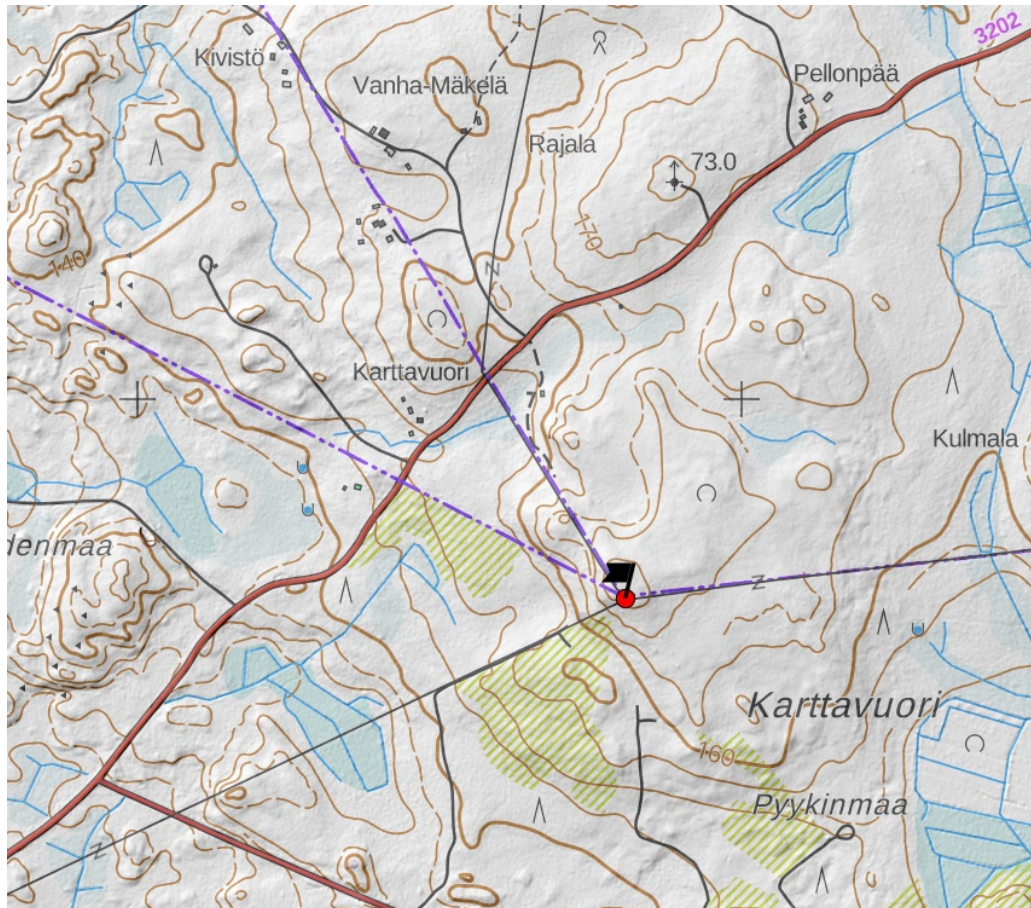 3202
Kivistö
Vanha-Mäkelä
Pellonpää
Rajala
73.0
170
140
Karttavuori
Kulmala
denmaa
Karttavuori
160
Pyykinmaa